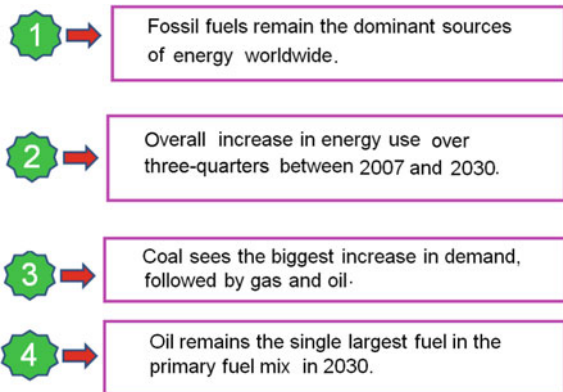 1
Fossil fuels remain the dominant sources
of energy worldwide.
2
Overall increase in energy use over
three-quarters between 2007 and 2030.
3
Coal sees the biggest increase in demand,
followed by gas and oil.
4
Oil remains the single largest fuel in the
primary fuel mix in 2030.